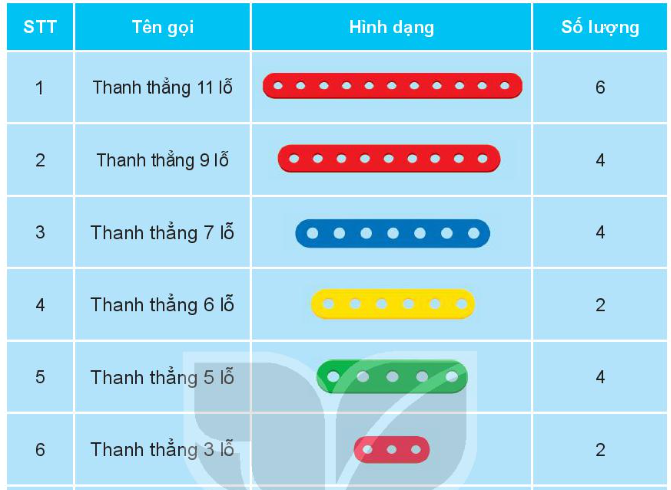 STT Tên gọi Hình dạng Số lượng
1 Thanh thẳng 11 lỗ 6
2 Thanh thẳng 9 lỗ 4
3 Thanh thẳng 7 lỗ 4
4 Thanh thẳng 6 lỗ 2
5 Thanh thẳng 5 lỗ 4
6 Thanh thẳng 3 lỗ 2